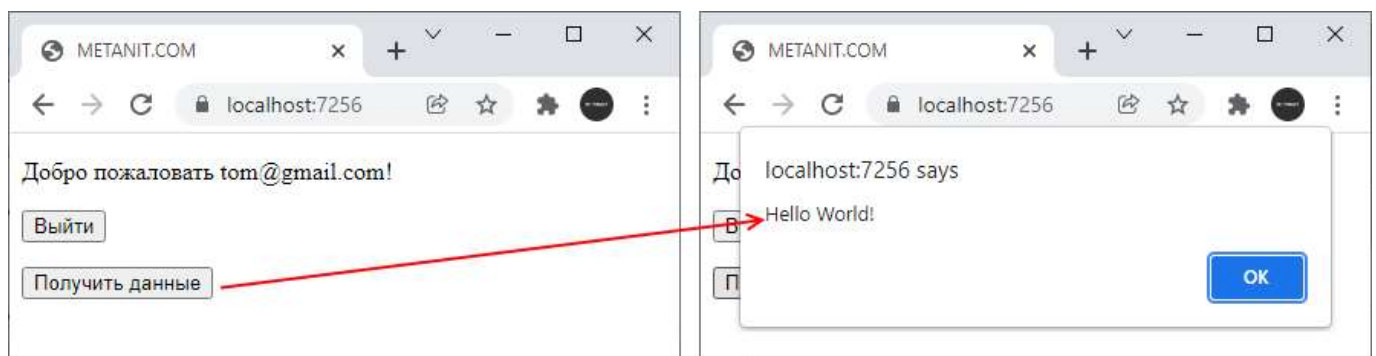 METANIT.COM
localhost:7256
Добро пожаловать tom@gmail.com!
Выйти
Получить данные
METANIT.COM
localhost:7256
До
localhost:7256 says
Hello World!
В
OK
П